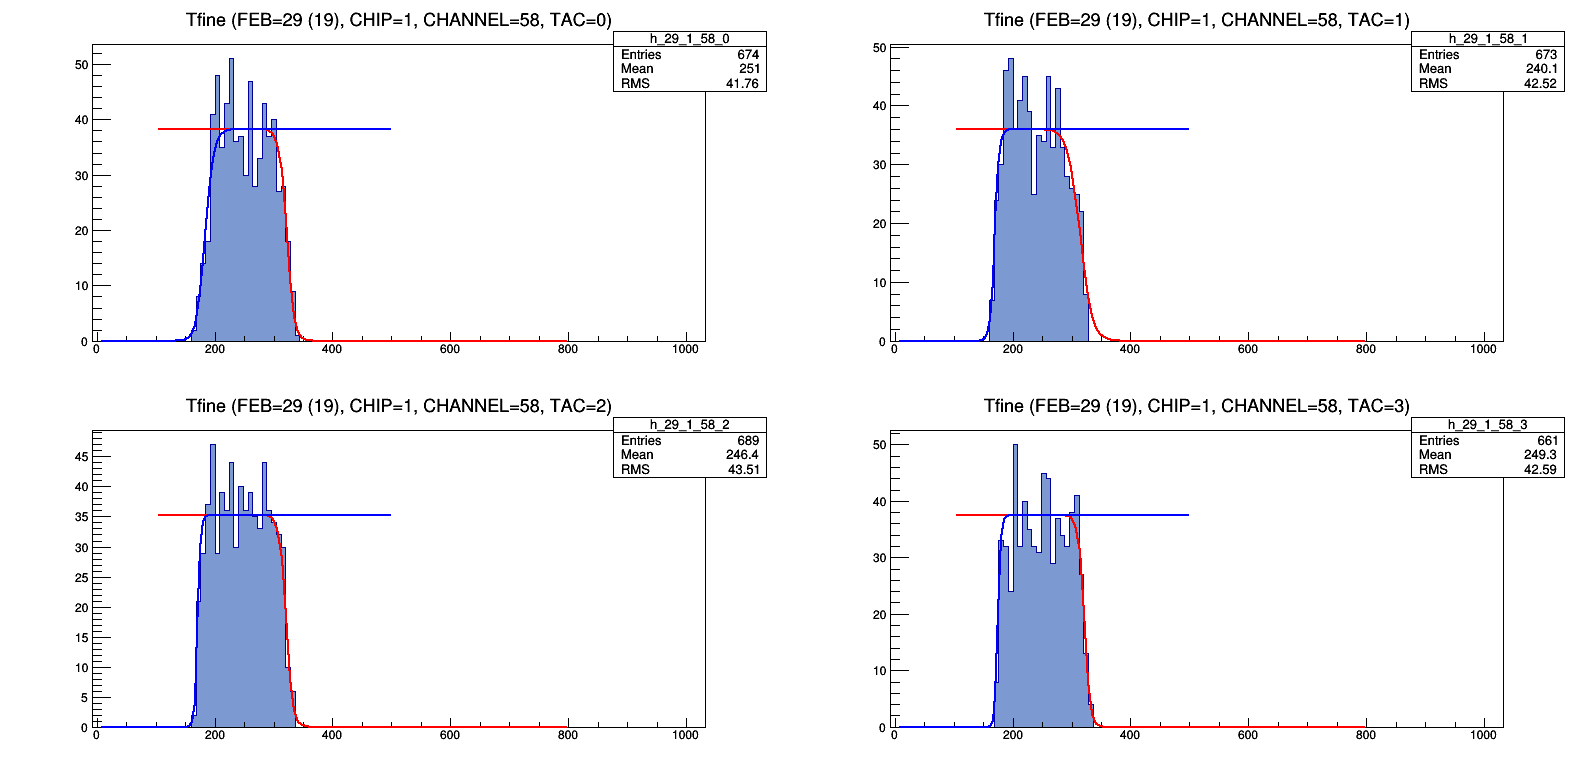 Tfine (FEB=29 (19), CHIP=1, CHANNEL=58, TAC=0)
h_29_1_58_0
Entries 674
Mean 251
RMS 41.76
50
40
30
20
10
0
0 200 400 600 800 1000
Tfine (FEB=29 (19), CHIP=1, CHANNEL=58, TAC=1)
h_29_1_58_1
Entries 673
Mean 240.1
RMS 42.52
50
40
30
20
10
0
0 200 400 600 800 1000
Tfine (FEB=29 (19), CHIP=1, CHANNEL=58, TAC=2)
h_29_1_58_2
Entries 689
Mean 246.4
RMS 43.51
45
40
35
30
25
20
15
10
5
0
0 200 400 600 800 1000
Tfine (FEB=29 (19), CHIP=1, CHANNEL=58, TAC=3)
h_29_1_58_3
Entries 661
Mean 249.3
RMS 42.59
50
40
30
20
10
0
0 200 400 600 800 1000